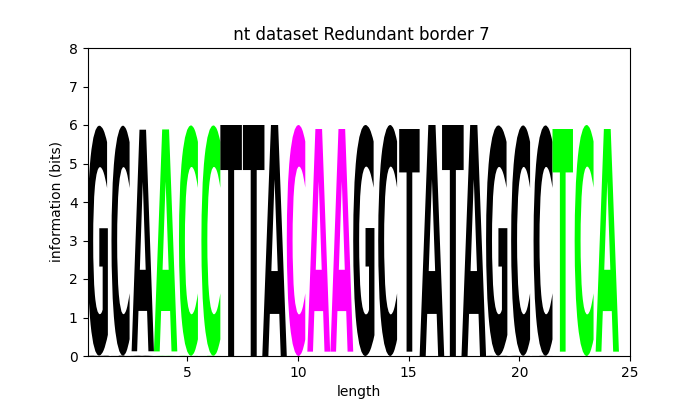 nt dataset Redundant border 7
8
7
6
5
4
3
2
1
0
information (bits)
GCAACCTTACAAGCTATAGCCTCA
5 10 15 20 25
length